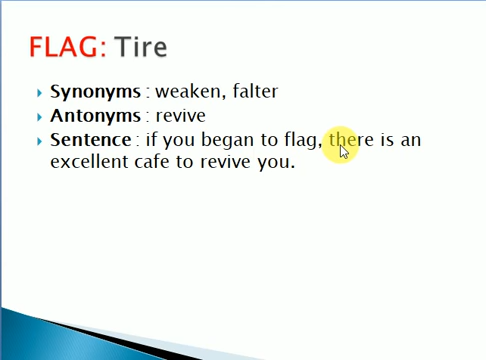 FLAG: Tire
Synonyms : weaken, falter
Antonyms : revive
Sentence : if you began to flag, there is an
excellent cafe to revive you.